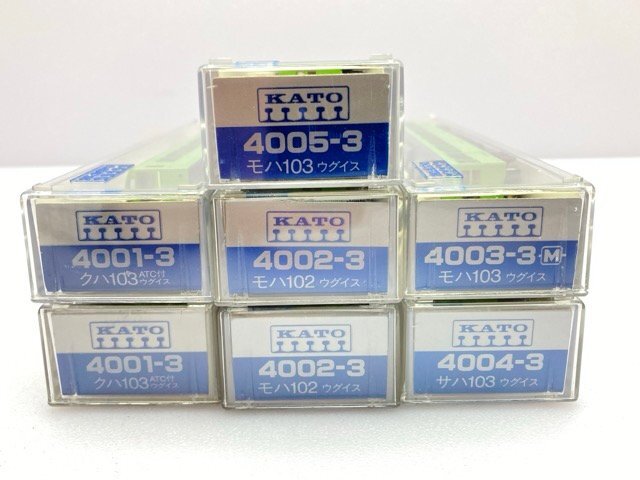 KATO
4005-3
モハ103 ウグイス
KATO
4001-3
クハ103 ATC付 ウグイス
KATO
4002-3
モハ102 ウグイス
KATO
4003-3 M
モハ103 ウグイス
KATO
4001-3
クハ103 ATC付 ウグイス
KATO
4002-3
モハ102 ウグイス
KATO
4004-3
サハ103 ウグイス